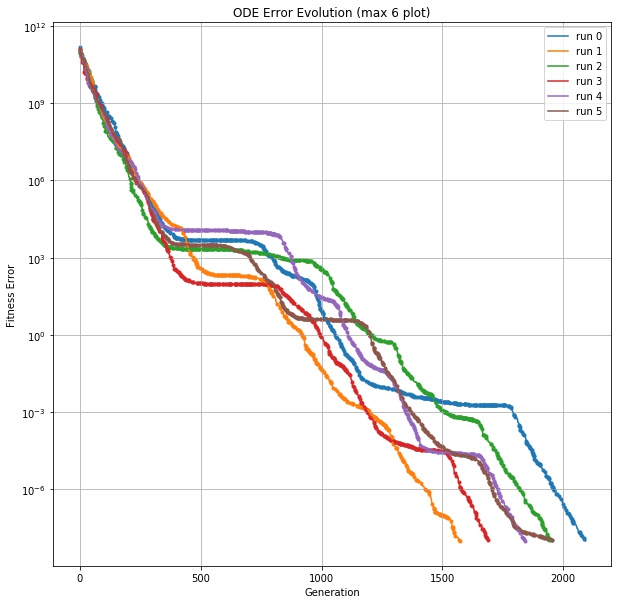 ODE Error Evolution (max 6 plot)
run 0
run 1
run 2
run 3
run 4
run 5
Fitness Error
10¹²
10⁹
10⁶
10³
10⁰
10⁻³
10⁻⁶
0 500 1000 1500 2000
Generation